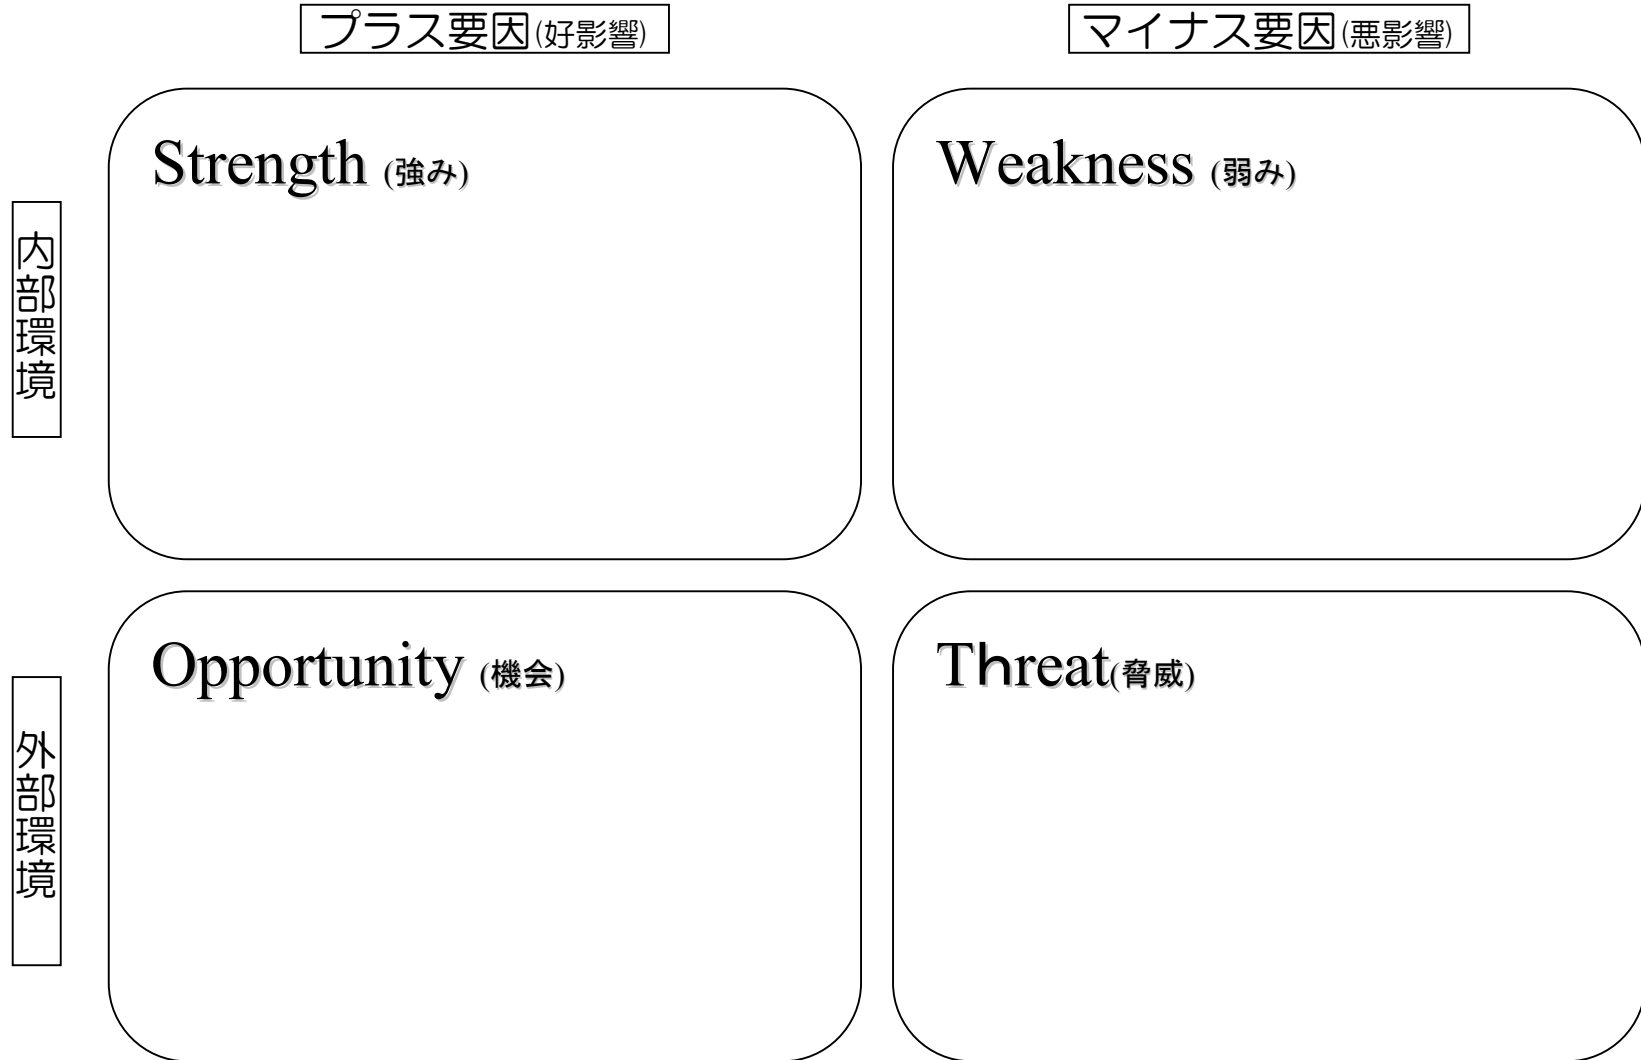 プラス要因(好影響)
マイナス要因(悪影響)
内部環境
Strength (強み)
Weakness (弱み)
外部環境
Opportunity (機会)
Threat(脅威)